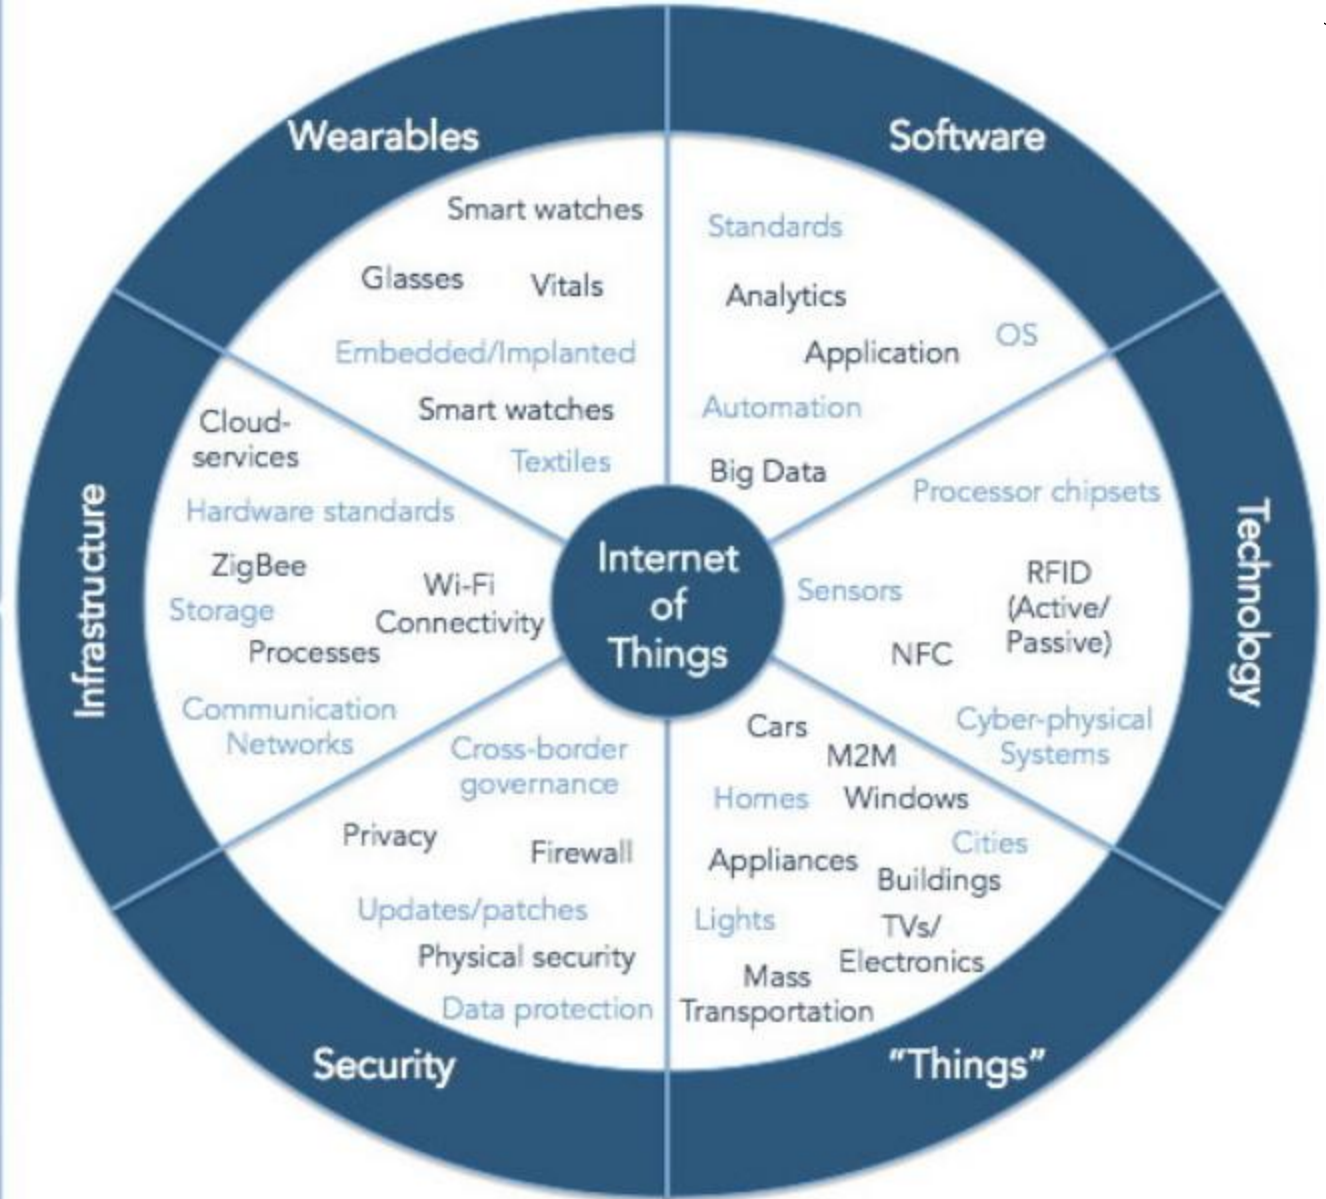 Wearables
Smart watches
Glasses
Vitals
Embedded/Implanted
Smart watches
Textiles
Software
Standards
Analytics
OS
Application
Automation
Big Data
Technology
Processor chipsets
Sensors
RFID
(Active/
Passive)
NFC
Cyber-physical
Systems
"Things"
Cars
M2M
Homes
Windows
Cities
Appliances
Buildings
Lights
TVs/
Electronics
Mass
Transportation
Security
Cross-border
governance
Privacy
Firewall
Updates/patches
Physical security
Data protection
Infrastructure
Cloud-
services
Hardware standards
ZigBee
Wi-Fi
Connectivity
Storage
Processes
Communication
Networks
Internet
of
Things